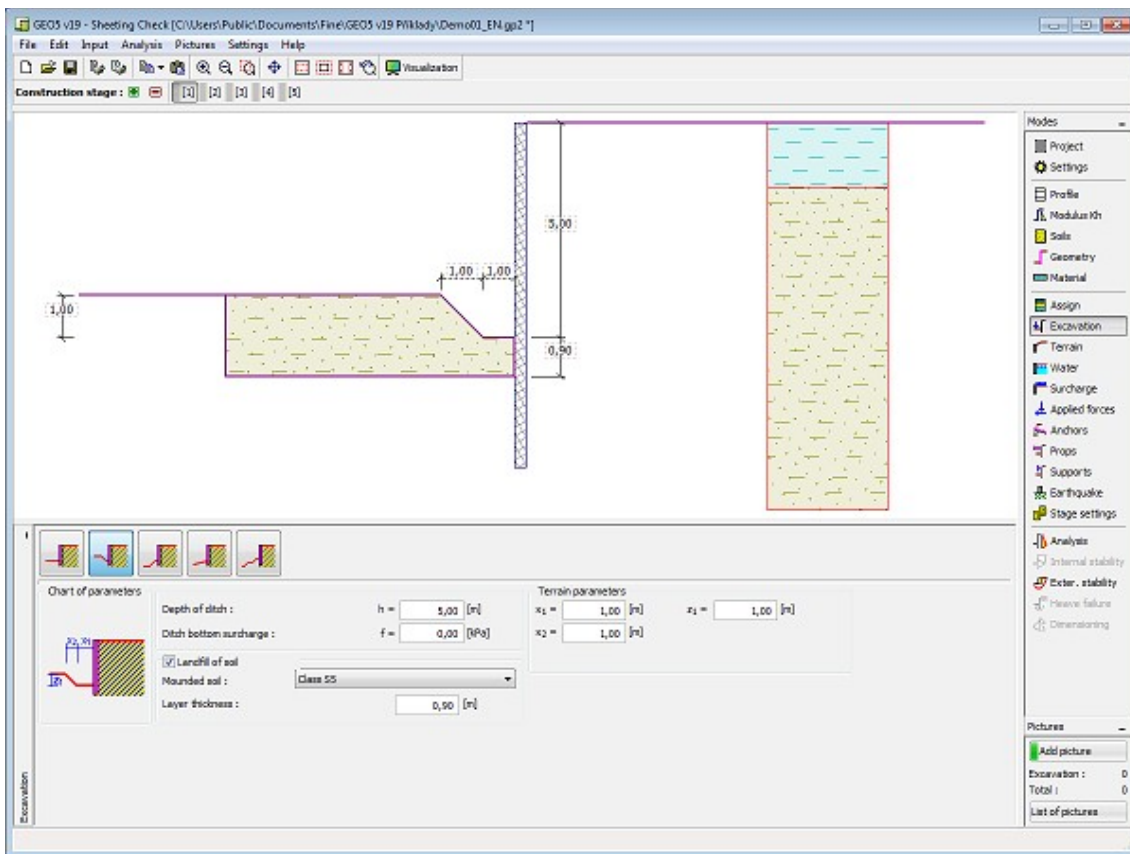 GEO5 v19 - Sheeting Check [C:\Users\Public\Documents\Fine\GEO5 v19 Příklady\Demo01_EN.gp2 *]
File Edit Input Analysis Pictures Settings Help
Visualization
Construction stage : [1] [2] [3] [4] [5]
5,00
1,00 1,00
1,00
0,90
Modes
Project
Settings
Profile
Modulus Kh
Soils
Geometry
Material
Assign
Excavation
Terrain
Water
Surcharge
Applied forces
Anchors
Props
Supports
Earthquake
Stage settings
Analysis
Internal stability
Exter. stability
Heave failure
Dimensioning
Chart of parameters
Depth of ditch : h = 5,00 [m]
Ditch bottom surcharge : f = 0,00 [kPa]
Landfill of soil
Mounded soil : Class S5
Layer thickness : 0,90 [m]
Terrain parameters
x1 = 1,00 [m] z1 = 1,00 [m]
x2 = 1,00 [m]
Excavation
Pictures
Add picture
Excavation : 0
Total : 0
List of pictures